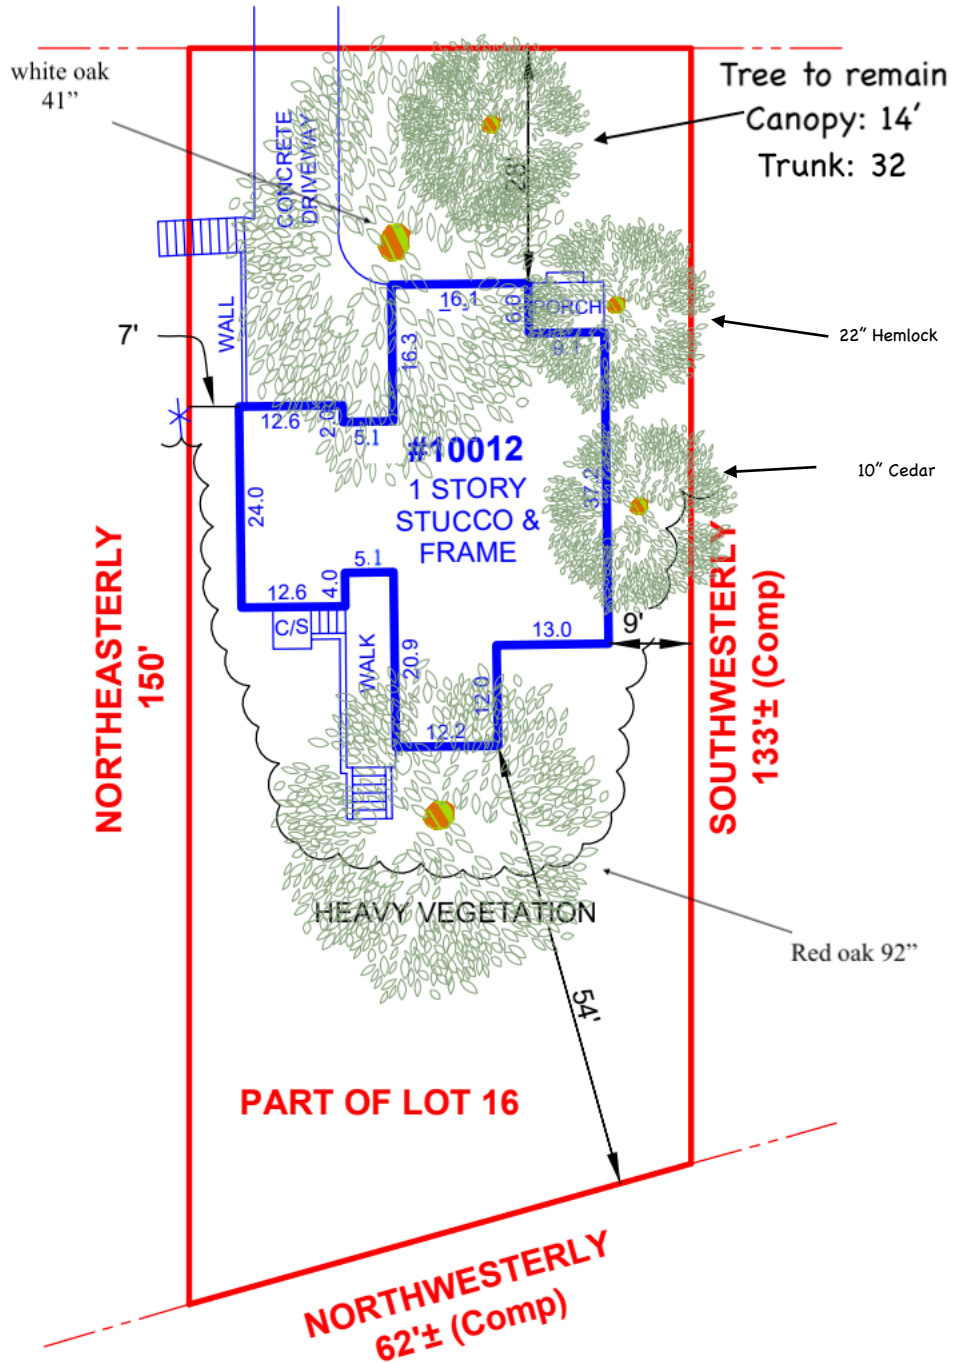 white oak
41”
Tree to remain
Canopy: 14’
Trunk: 32
CONCRETE
DRIVEWAY
28'
22” Hemlock
10” Cedar
WALL
7'
16.1
6.0
PORCH
16.3
12.6
2.0
5.1
#10012
1 STORY
STUCCO &
FRAME
24.0
37.2
5.1
4.0
12.6
C/S
WALK
20.9
13.0
9'
12.0
12.2
NORTHEASTERLY
150'
SOUTHWESTERLY
133'± (Comp)
HEAVY VEGETATION
Red oak 92”
54'
PART OF LOT 16
NORTHWESTERLY
62'± (Comp)